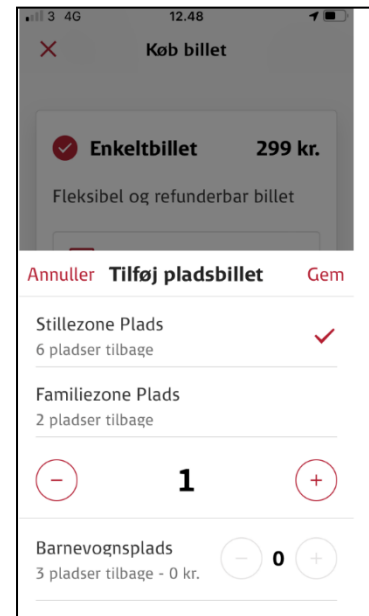 3 4G 12.48
Køb billet
Enkeltbillet 299 kr.
Fleksibel og refunderbar billet
Annuller Tilføj pladsbillet Gem
Stillezone Plads
6 pladser tilbage
Familiezone Plads
2 pladser tilbage
1
Barnevognsplads
3 pladser tilbage - 0 kr.
0